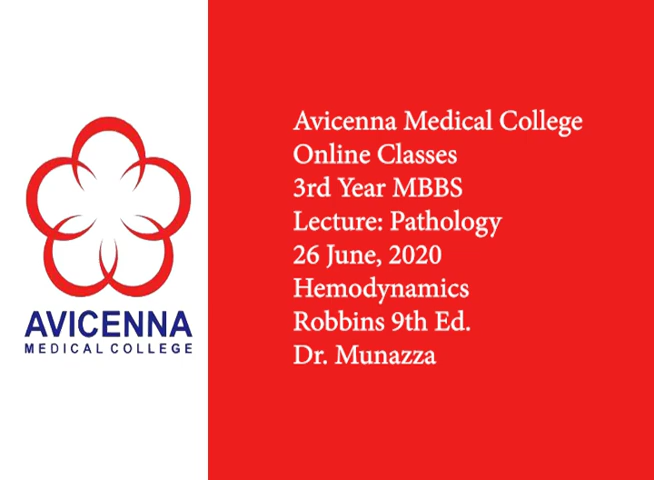 AVICENNA
MEDICAL COLLEGE
Avicenna Medical College
Online Classes
3rd Year MBBS
Lecture: Pathology
26 June, 2020
Hemodynamics
Robbins 9th Ed.
Dr. Munazza